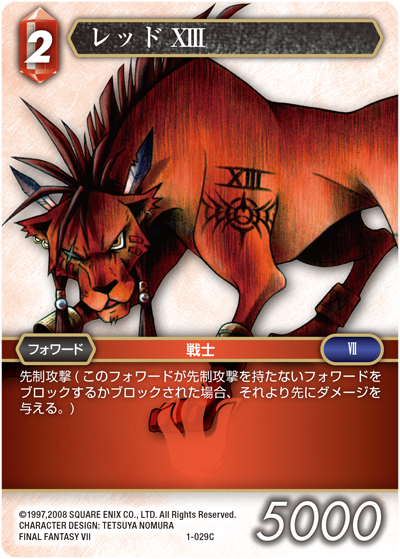 2
レッド XIII
XIII
フォワード
戦士
VII
先制攻撃 ( このフォワードが先制攻撃を持たないフォワードを
ブロックするかブロックされた場合、それより先にダメージを
与える。)
©1997,2008 SQUARE ENIX CO., LTD. All Rights Reserved.
CHARACTER DESIGN: TETSUYA NOMURA
FINAL FANTASY VII
1-029C
5000